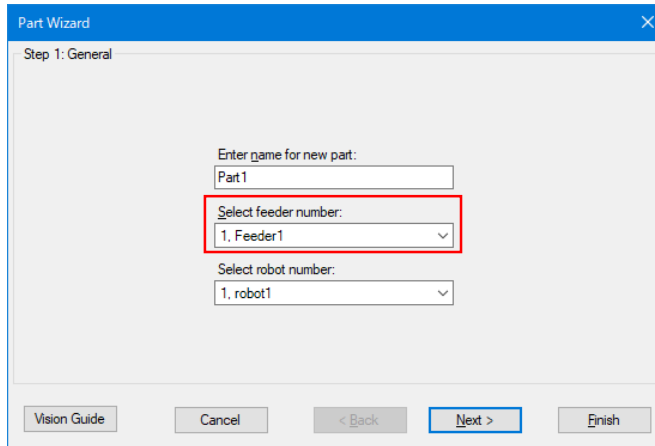 Part Wizard
Step 1: General
Enter name for new part:
Part1
Select feeder number:
1, Feeder1
Select robot number:
1, robot1
Vision Guide
Cancel
< Back
Next >
Finish